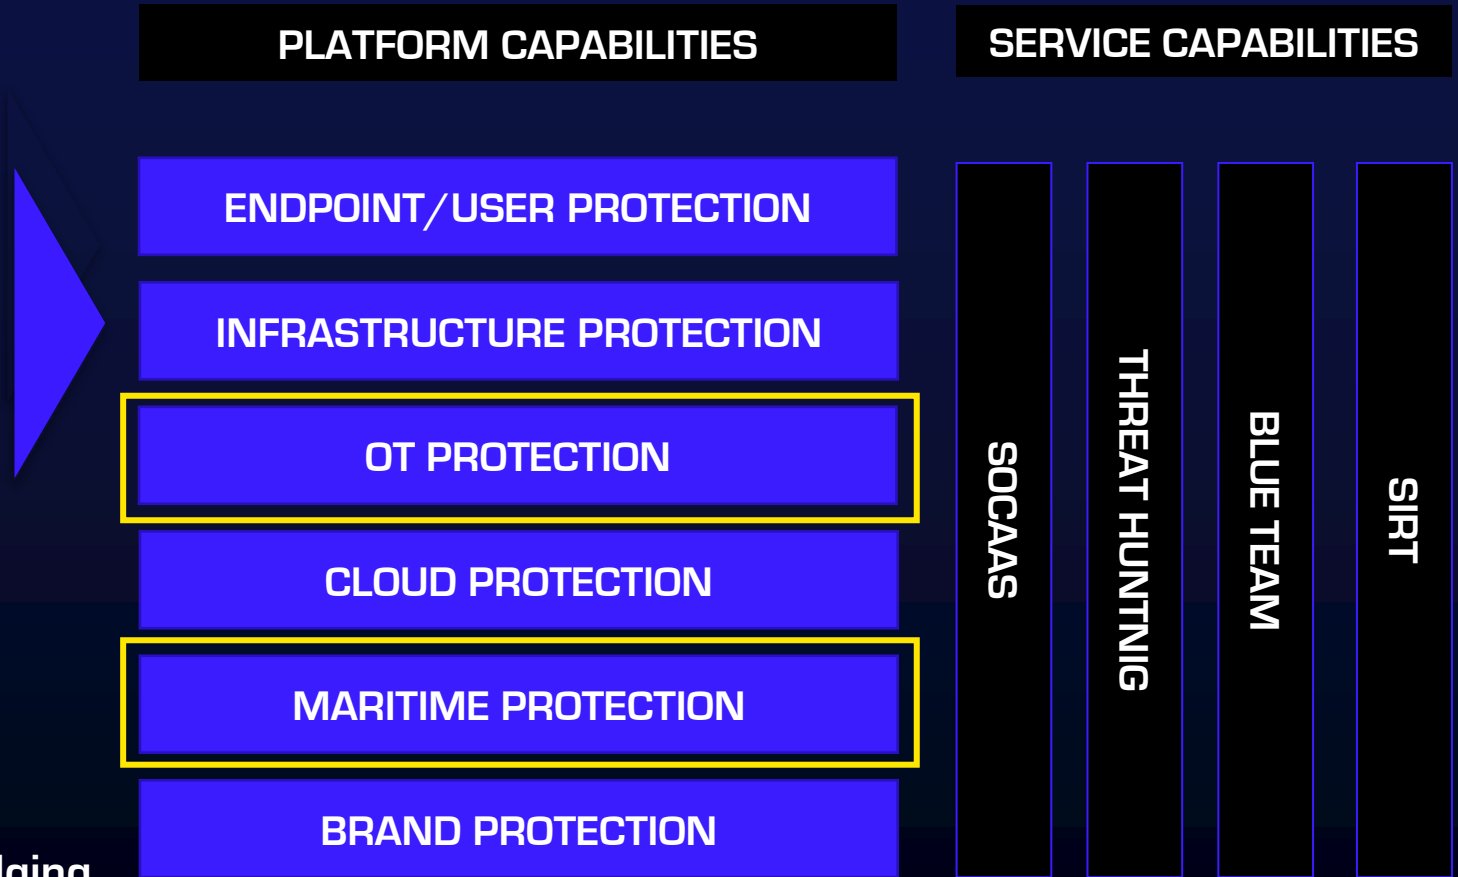 PLATFORM CAPABILITIES
SERVICE CAPABILITIES
ENDPOINT/USER PROTECTION
INFRASTRUCTURE PROTECTION
OT PROTECTION
CLOUD PROTECTION
MARITIME PROTECTION
BRAND PROTECTION
SOCAAS
THREAT HUNTNIG
BLUE TEAM
SIRT